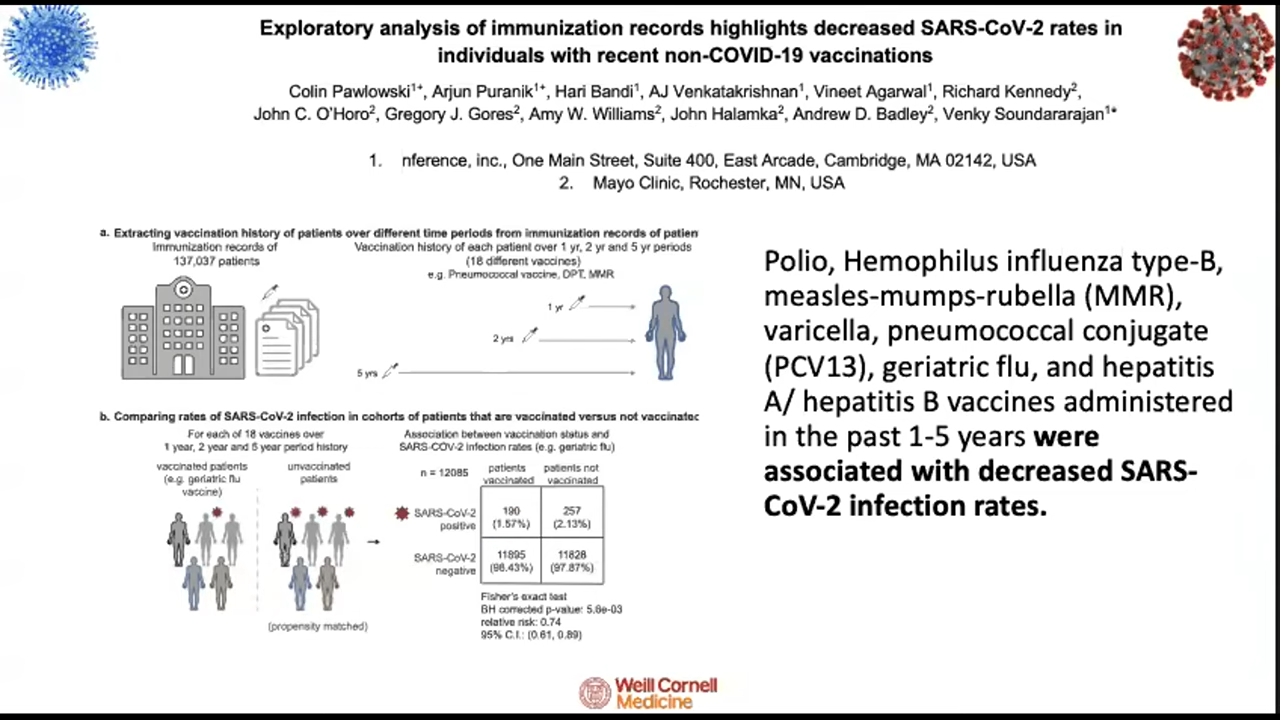 Exploratory analysis of immunization records highlights decreased SARS-CoV-2 rates in
individuals with recent non-COVID-19 vaccinations
Colin Pawlowski1+, Arjun Puranik1+, Hari Bandi1, AJ Venkatakrishnan1, Vineet Agarwal1, Richard Kennedy2,
John C. O'Horo2, Gregory J. Gores2, Amy W. Williams2, John Halamka2, Andrew D. Badley2, Venky Soundararajan1*
1. nference, inc., One Main Street, Suite 400, East Arcade, Cambridge, MA 02142, USA
2. Mayo Clinic, Rochester, MN, USA
a. Extracting vaccination history of patients over different time periods from immunization records of patien
Immunization records of
137,037 patients
Vaccination history of each patient over 1 yr, 2 yr and 5 yr periods
(18 different vaccines)
e.g. Pneumococcal vaccine, DPT, MMR
1 yr
2 yrs
5 yrs
b. Comparing rates of SARS-CoV-2 infection in cohorts of patients that are vaccinated versus not vaccinated
For each of 18 vaccines over
1 year, 2 year and 5 year period history
vaccinated patients
(e.g. geriatric flu
vaccine)
unvaccinated
patients
(propensity matched)
Association between vaccination status and
SARS-COV-2 infection rates (e.g. geriatric flu)
n = 12085
patients
vaccinated
patients not
vaccinated
SARS-CoV-2
positive
190
(1.57%)
257
(2.13%)
SARS-CoV-2
negative
11895
(98.43%)
11828
(97.87%)
Fisher's exact test
BH corrected p-value: 5.8e-03
relative risk: 0.74
95% C.I.: (0.61, 0.89)
Polio, Hemophilus influenza type-B,
measles-mumps-rubella (MMR),
varicella, pneumococcal conjugate
(PCV13), geriatric flu, and hepatitis
A/ hepatitis B vaccines administered
in the past 1-5 years were
associated with decreased SARS-
CoV-2 infection rates.
Weill Cornell
Medicine